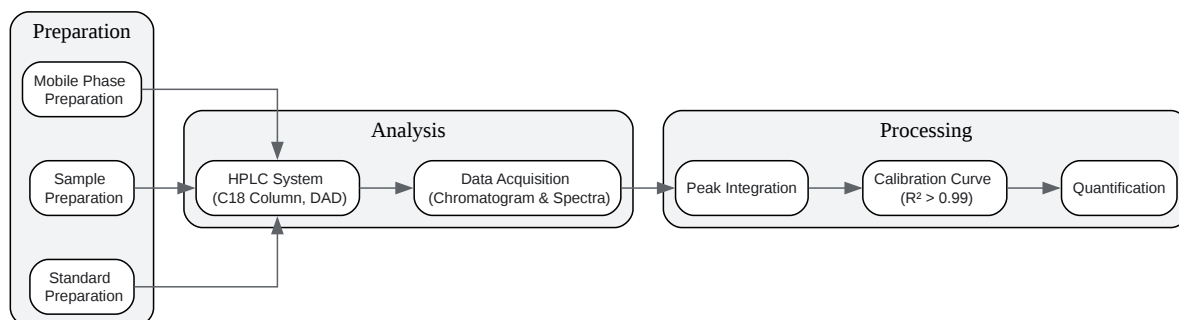 Preparation
Mobile Phase
Preparation
Sample
Preparation
Standard
Preparation
Analysis
HPLC System
(C18 Column, DAD)
Data Acquisition
(Chromatogram & Spectra)
Processing
Peak Integration
Calibration Curve
(R² > 0.99)
Quantification